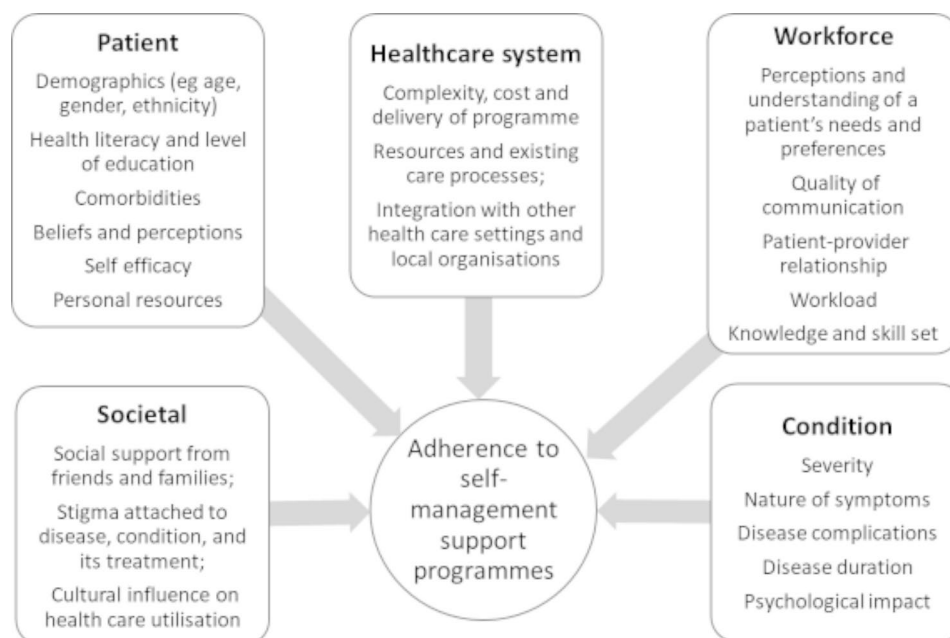 Patient
Demographics (eg age,
gender, ethnicity)
Health literacy and level
of education
Comorbidities
Beliefs and perceptions
Self efficacy
Personal resources
Healthcare system
Complexity, cost and
delivery of programme
Resources and existing
care processes;
Integration with other
health care settings and
local organisations
Workforce
Perceptions and
understanding of a
patient's needs and
preferences
Quality of
communication
Patient-provider
relationship
Workload
Knowledge and skill set
Societal
Social support from
friends and families;
Stigma attached to
disease, condition, and
its treatment;
Cultural influence on
health care utilisation
Adherence to
self-
management
support
programmes
Condition
Severity
Nature of symptoms
Disease complications
Disease duration
Psychological impact